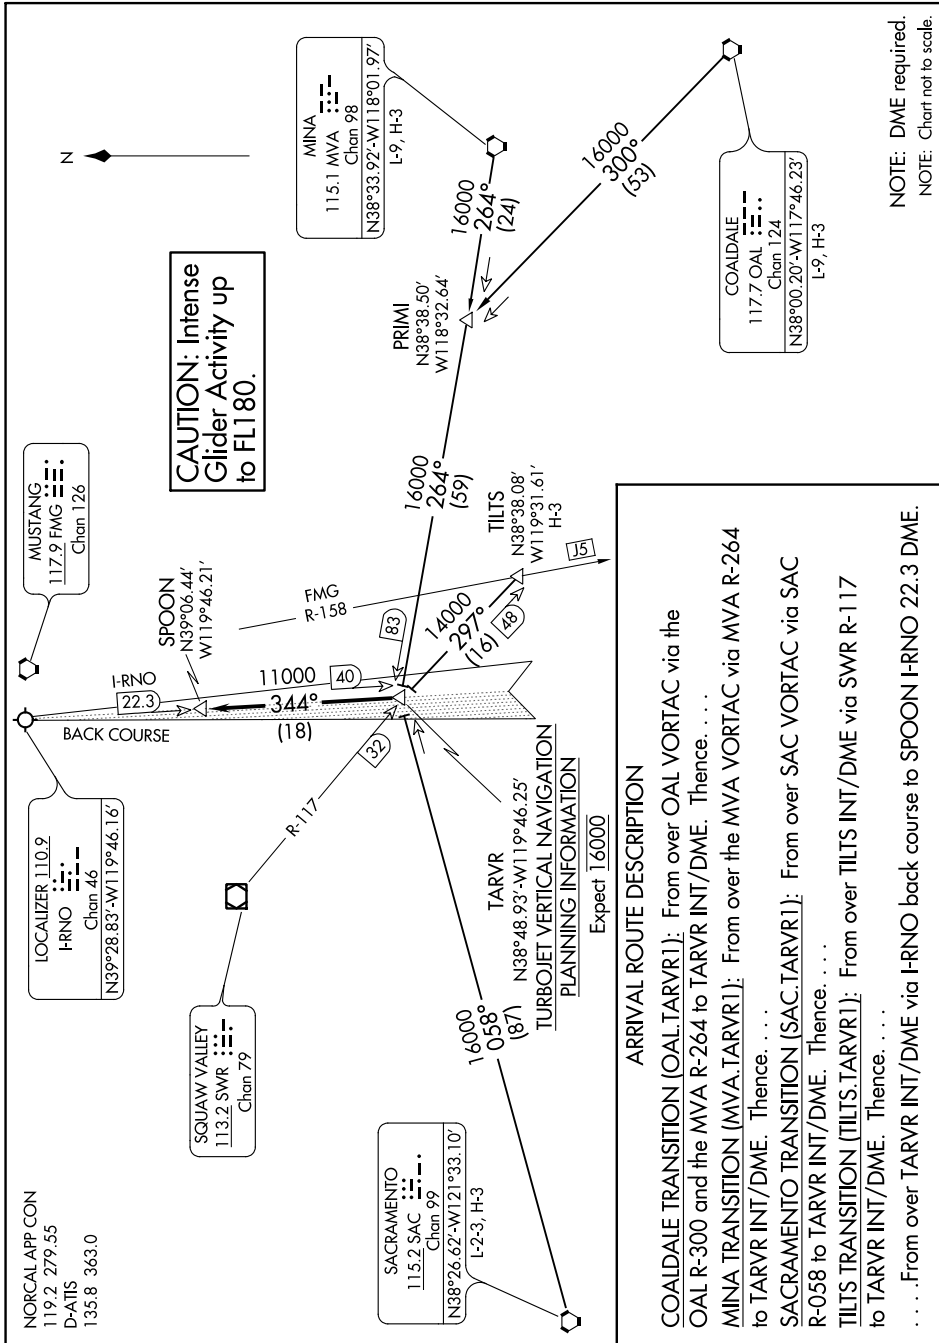 NORCAL APP CON
119.2 279.55
D-ATIS
135.8 363.0
LOCALIZER 110.9
I-RNO
Chan 46
N39°28.83'-W119°46.16'
MUSTANG
117.9 FMG
Chan 126
N
CAUTION: Intense
Glider Activity up
to FL180.
MINA
115.1 MVA
Chan 98
N38°33.92'-W118°01.97'
L-9, H-3
SQUAW VALLEY
113.2 SWR
Chan 79
BACK COURSE
I-RNO
22.3
SPOON
N39°06.44'
W119°46.21'
11000
344°
(18)
40
R-117
32
FMG
R-158
83
16000
264°
(59)
PRIMI
N38°38.50'
W118°32.64'
16000
264°
(24)
16000
300°
(53)
14000
297°
(16)
48
TILTS
N38°38.08'
W119°31.61'
H-3
J5
TARVR
N38°48.93'-W119°46.25'
TURBOJET VERTICAL NAVIGATION
PLANNING INFORMATION
Expect 16000
16000
058°
(87)
SACRAMENTO
115.2 SAC
Chan 99
N38°26.62'-W121°33.10'
L-2-3, H-3
COALDALE
117.7 OAL
Chan 124
N38°00.20'-W117°46.23'
L-9, H-3
NOTE: DME required.
NOTE: Chart not to scale.
ARRIVAL ROUTE DESCRIPTION
COALDALE TRANSITION (OAL.TARVR1): From over OAL VORTAC via the
OAL R-300 and the MVA R-264 to TARVR INT/DME. Thence. . . .
MINA TRANSITION (MVA.TARVR1): From over the MVA VORTAC via MVA R-264
to TARVR INT/DME. Thence. . . .
SACRAMENTO TRANSITION (SAC.TARVR1): From over SAC VORTAC via SAC
R-058 to TARVR INT/DME. Thence. . . .
TILTS TRANSITION (TILTS.TARVR1): From over TILTS INT/DME via SWR R-117
to TARVR INT/DME. Thence. . . .
. . . .From over TARVR INT/DME via I-RNO back course to SPOON I-RNO 22.3 DME.